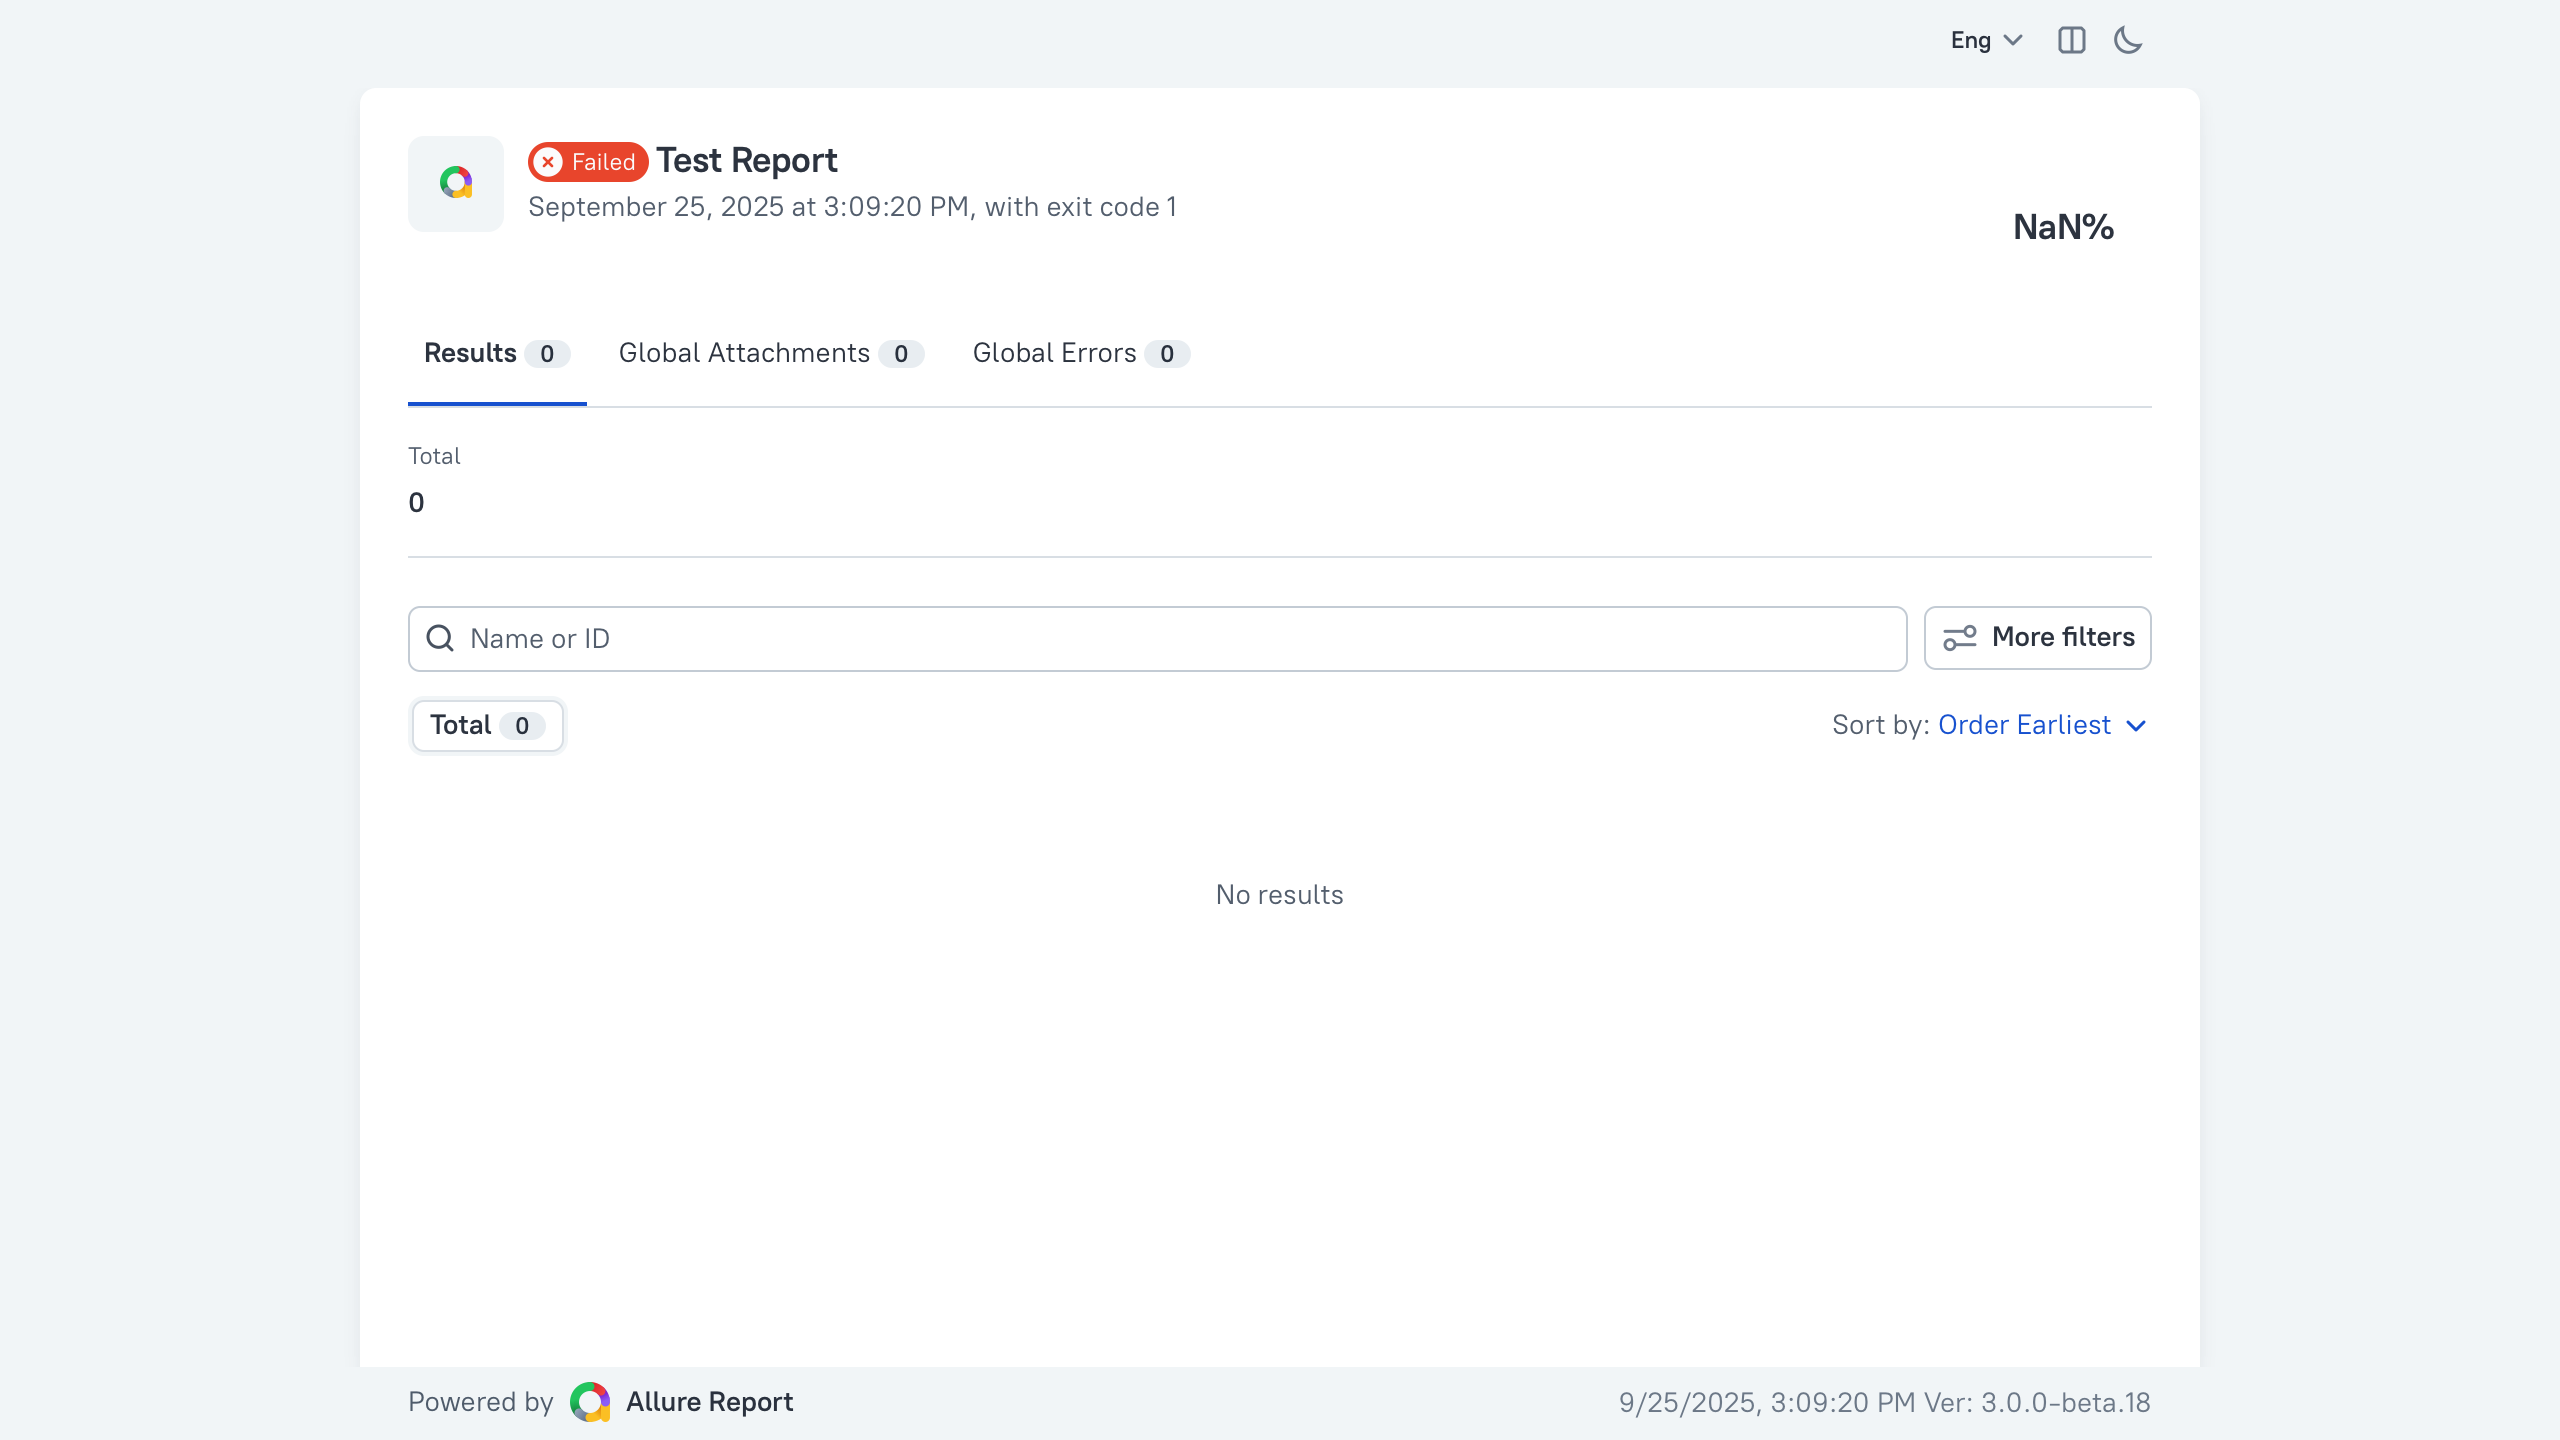 Eng
Failed Test Report
September 25, 2025 at 3:09:20 PM, with exit code 1
NaN%
Results 0 Global Attachments 0 Global Errors 0
Total
0
Name or ID
More filters
Total 0
Sort by: Order Earliest
No results
Powered by Allure Report
9/25/2025, 3:09:20 PM Ver: 3.0.0-beta.18